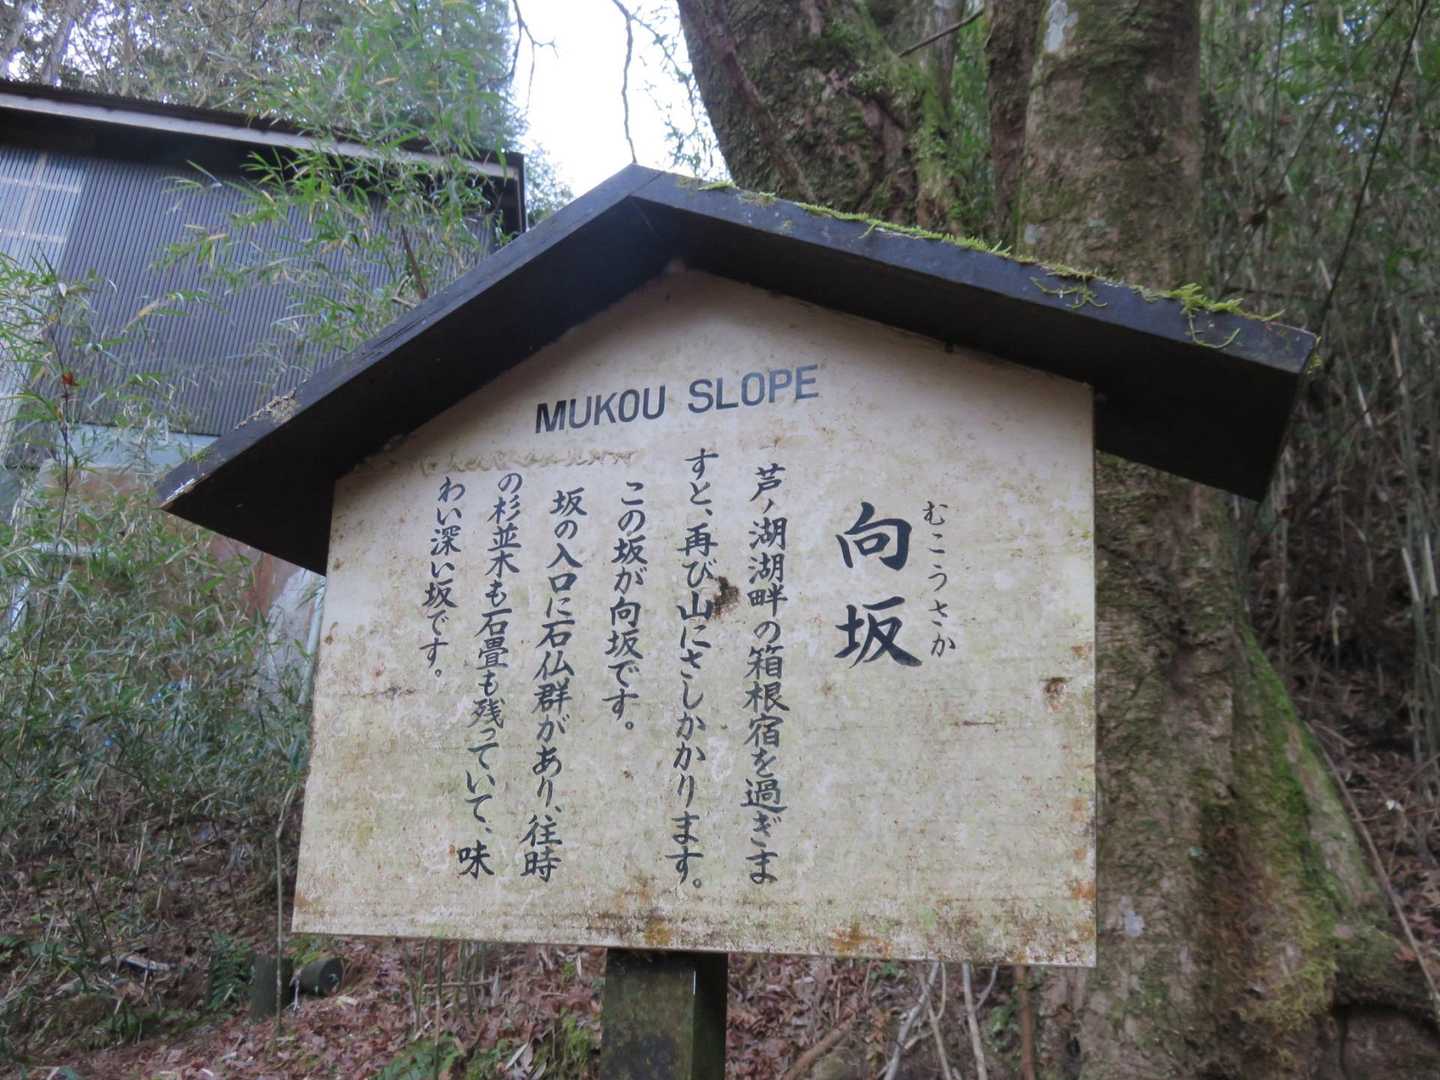 MUKOU SLOPE
むこうさか
向坂
芦ノ湖湖畔の箱根宿を過ぎま
すと、再び山にさしかかります。
この坂が向坂です。
坂の入口に石仏群があり、往時
の杉並木も石畳も残っていて、味
わい深い坂です。